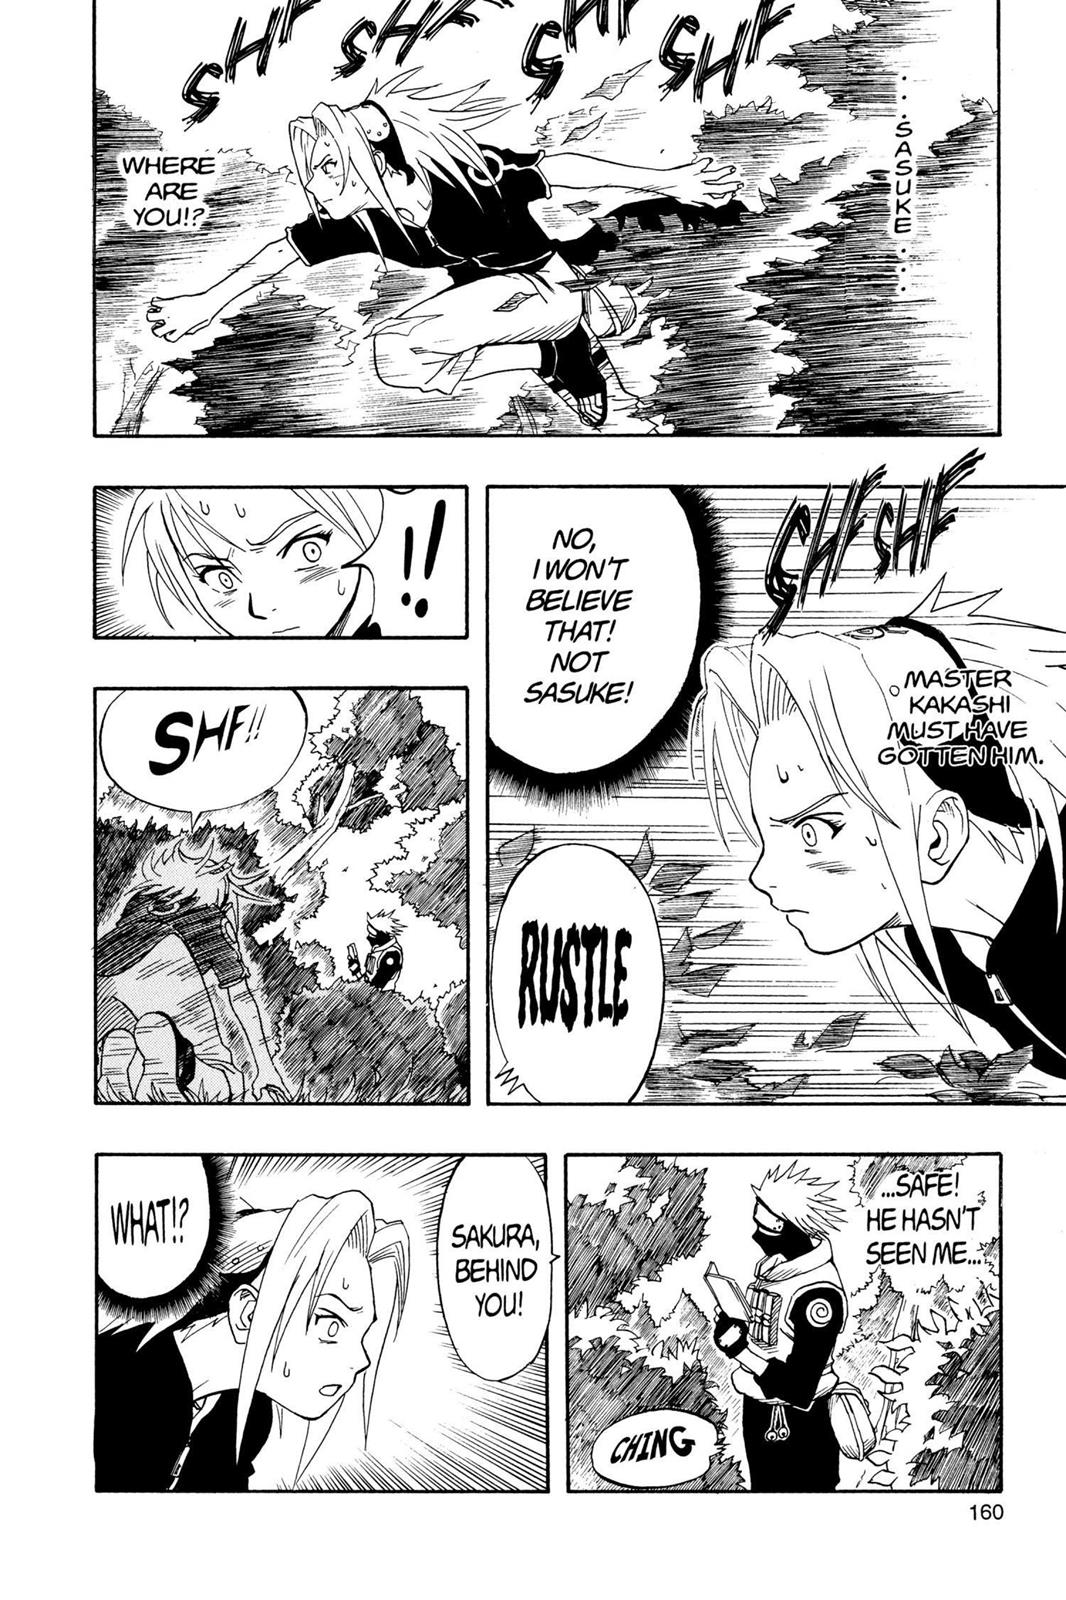 SHF SHF SHF SHF
...SASUKE...
WHERE
ARE
YOU!?
SHF SHF
MASTER
KAKASHI
MUST HAVE
GOTTEN HIM.
NO,
I WON'T
BELIEVE
THAT!
NOT
SASUKE!
RUSTLE
!!
SHF!!
...SAFE!
HE HASN'T
SEEN ME...
CHING
SAKURA,
BEHIND
YOU!
WHAT!?
160